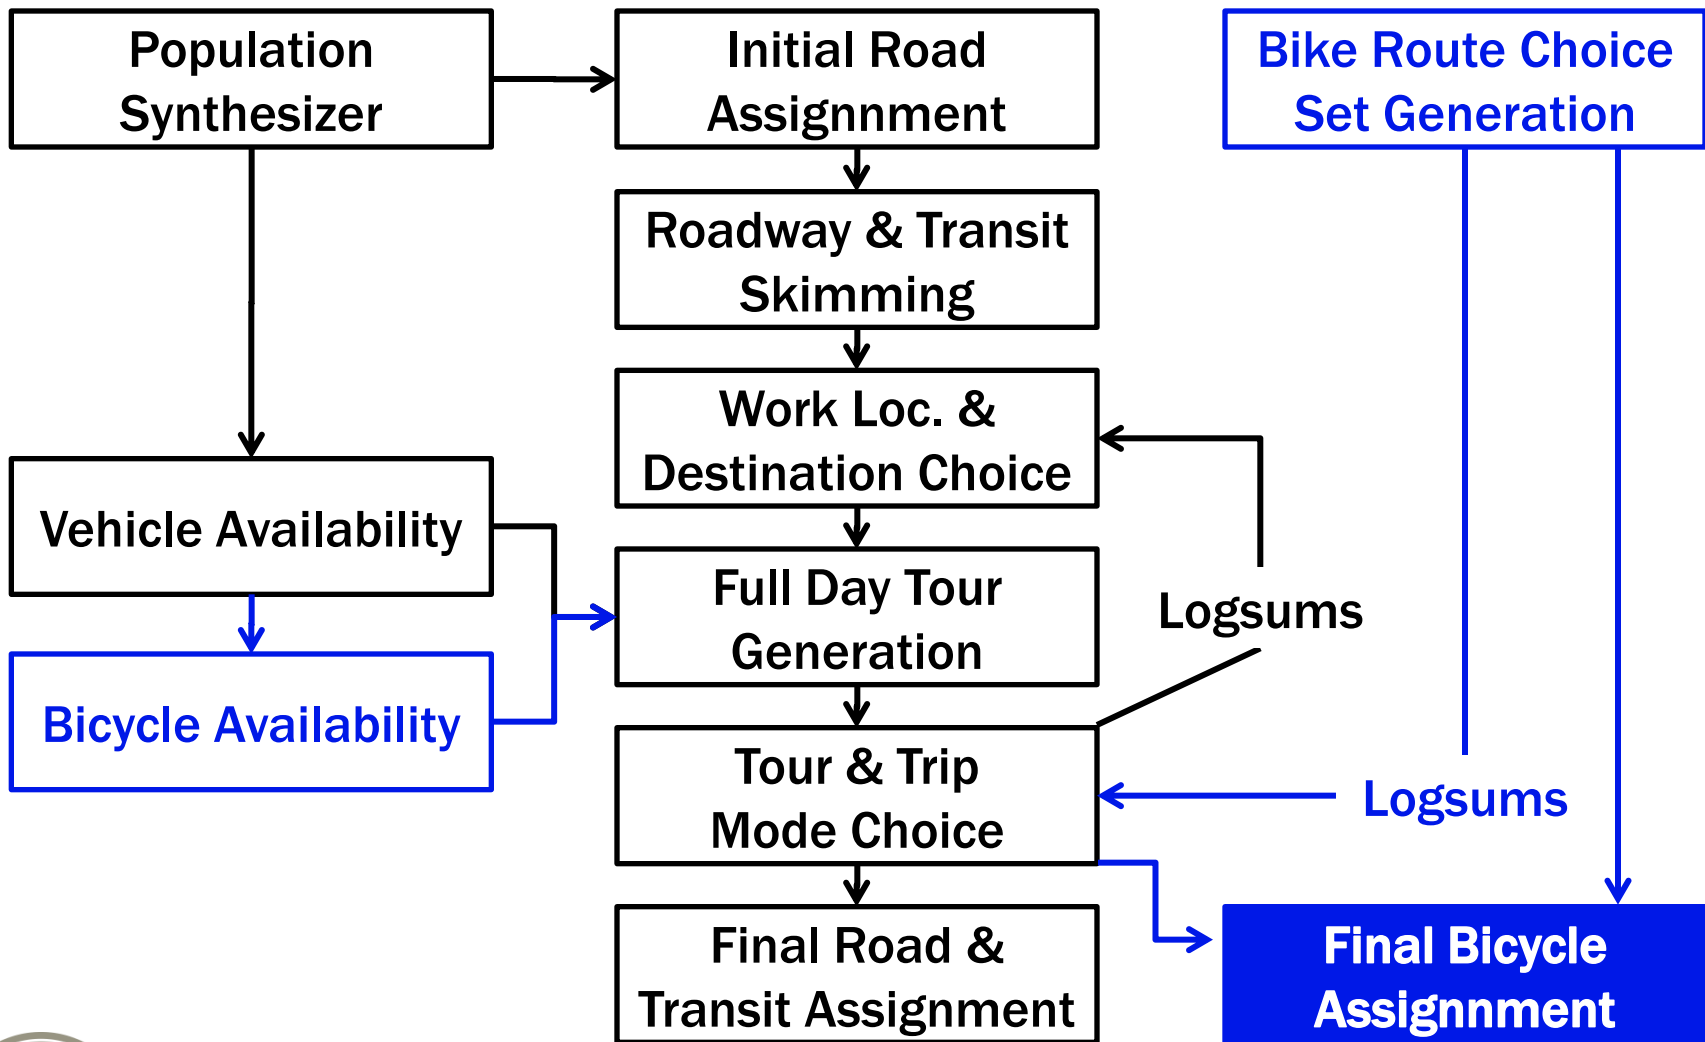 Population
Synthesizer
Initial Road
Assignnment
Bike Route Choice
Set Generation
Roadway & Transit
Skimming
Work Loc. &
Destination Choice
Vehicle Availability
Full Day Tour
Generation
Logsums
Bicycle Availability
Tour & Trip
Mode Choice
Logsums
Final Road &
Transit Assignment
Final Bicycle
Assignnment